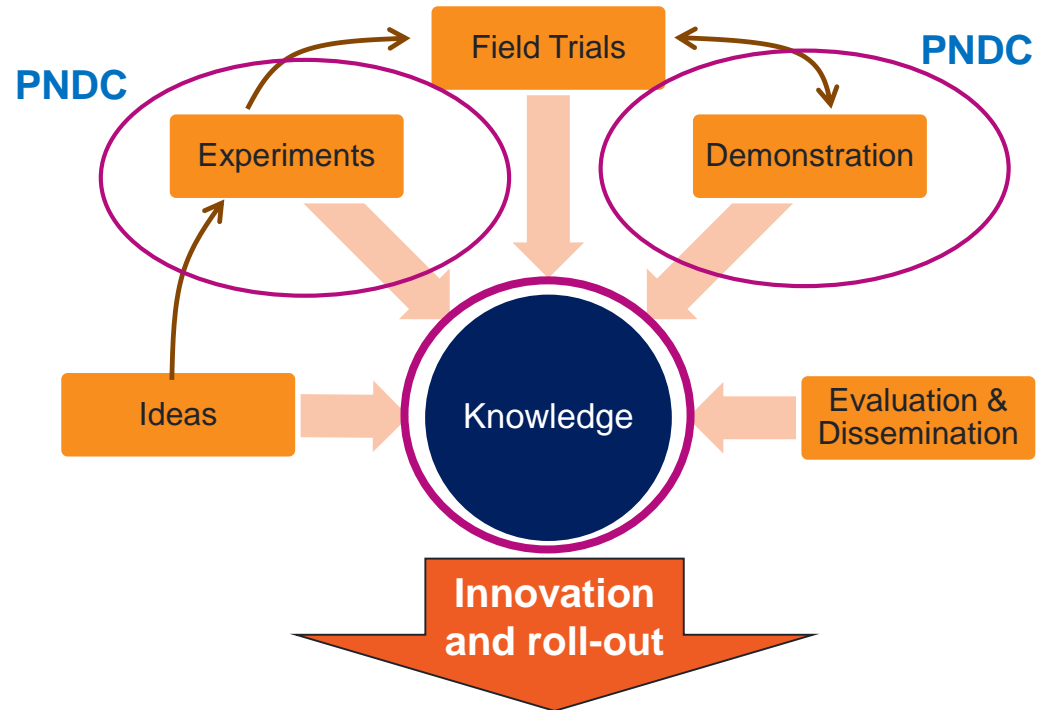 Field Trials
PNDC
PNDC
Experiments
Demonstration
Ideas
Knowledge
Evaluation &
Dissemination
Innovation
and roll-out